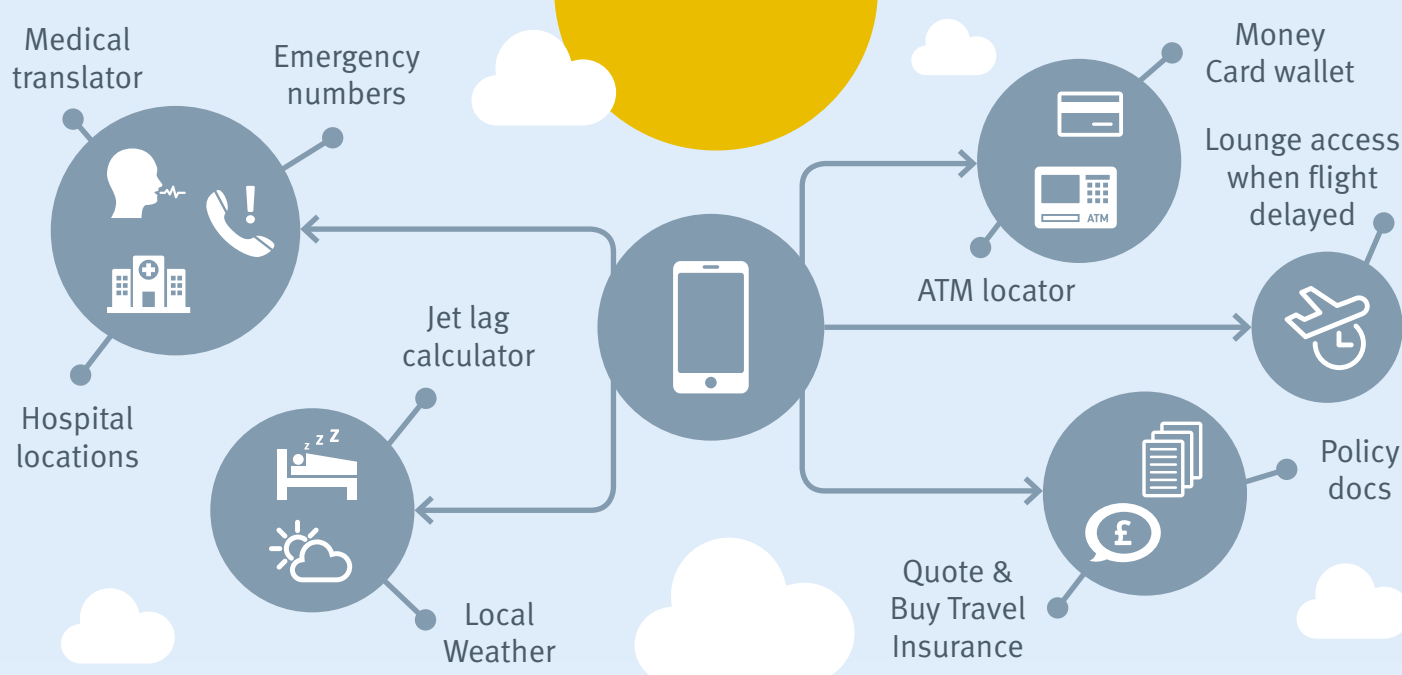 Medical
translator
Emergency
numbers
Hospital
locations
Jet lag
calculator
z z Z
Local
Weather
Money
Card wallet
ATM
ATM locator
Lounge access
when flight
delayed
Policy
docs
£
Quote &
Buy Travel
Insurance